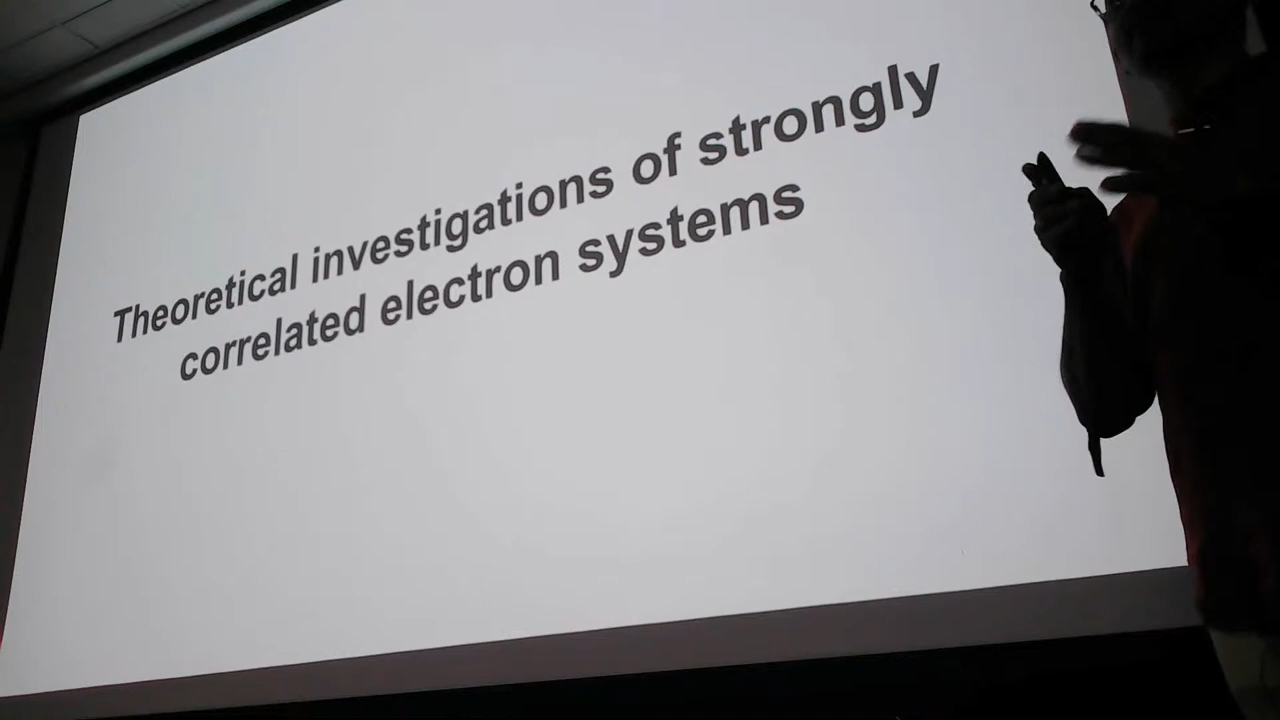 Theoretical investigations of strongly
correlated electron systems